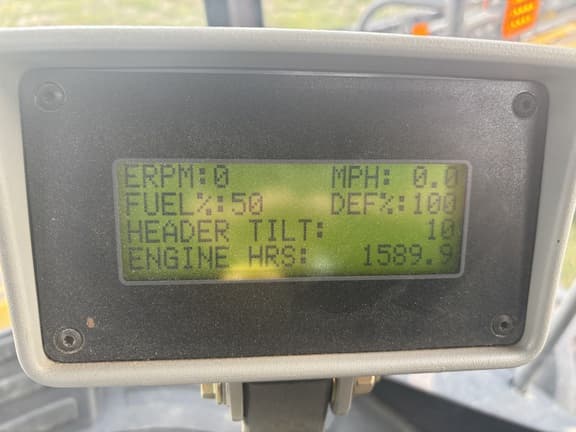 ERPM:0 MPH: 0.0
FUEL%:50 DEF%:100
HEADER TILT: 10
ENGINE HRS: 1589.9